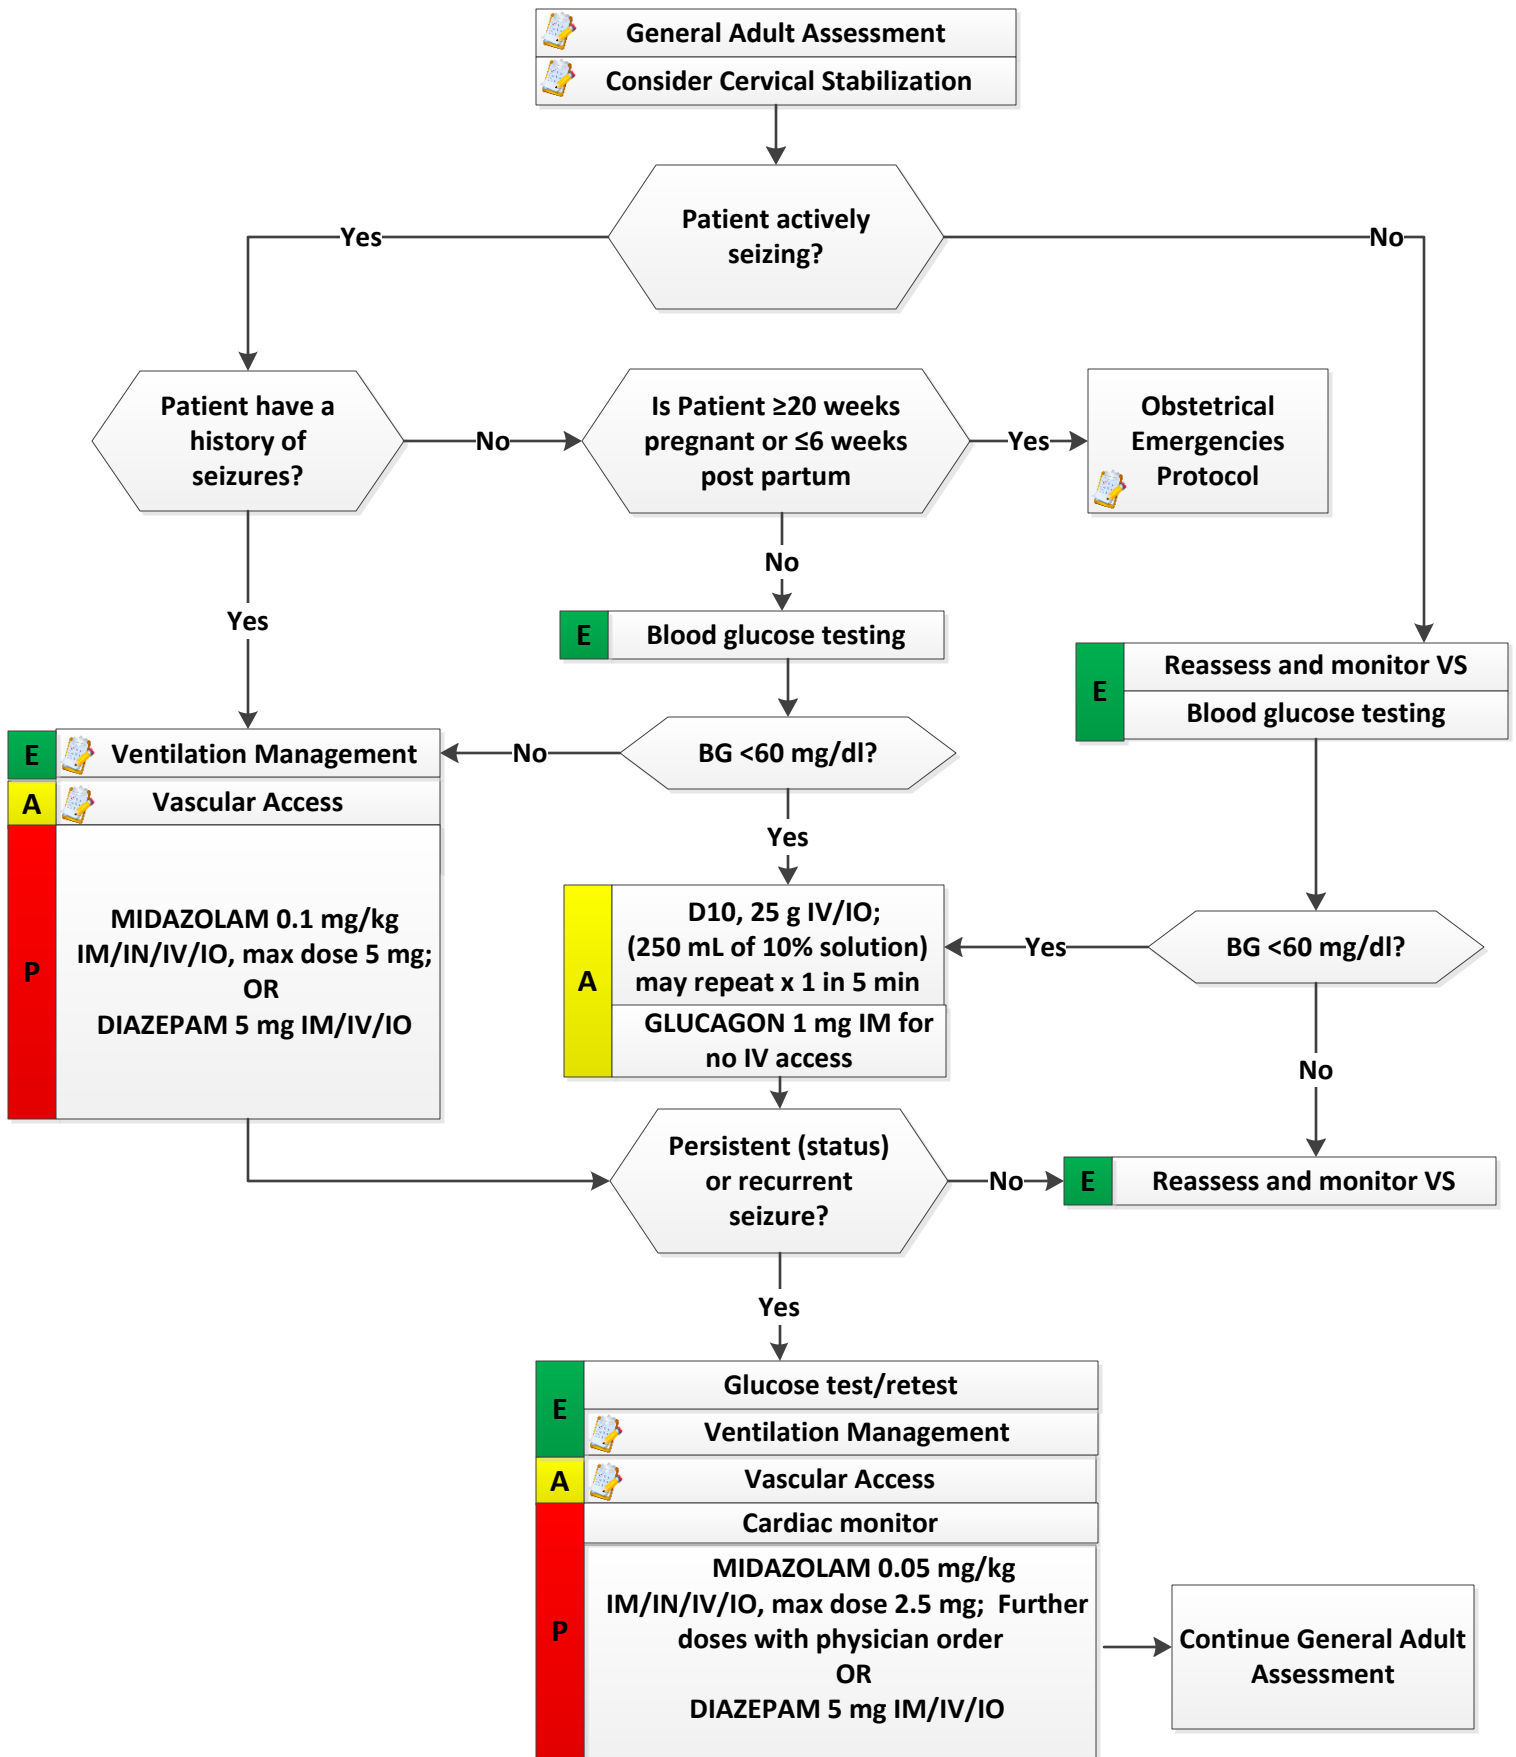 General Adult Assessment
Consider Cervical Stabilization
Patient actively
seizing?
Yes
No
Patient have a
history of
seizures?
No
Is Patient ≥20 weeks
pregnant or ≤6 weeks
post partum
Yes
Obstetrical
Emergencies
Protocol
No
Yes
E
Blood glucose testing
E
Reassess and monitor VS
Blood glucose testing
E
Ventilation Management
A
Vascular Access
P
MIDAZOLAM 0.1 mg/kg
IM/IN/IV/IO, max dose 5 mg;
OR
DIAZEPAM 5 mg IM/IV/IO
No
BG <60 mg/dl?
Yes
A
D10, 25 g IV/IO;
(250 mL of 10% solution)
may repeat x 1 in 5 min
GLUCAGON 1 mg IM for
no IV access
Yes
BG <60 mg/dl?
No
Persistent (status)
or recurrent
seizure?
No
E
Reassess and monitor VS
Yes
E
Glucose test/retest
Ventilation Management
A
Vascular Access
P
Cardiac monitor
MIDAZOLAM 0.05 mg/kg
IM/IN/IV/IO, max dose 2.5 mg;  Further
doses with physician order
OR
DIAZEPAM 5 mg IM/IV/IO
Continue General Adult
Assessment